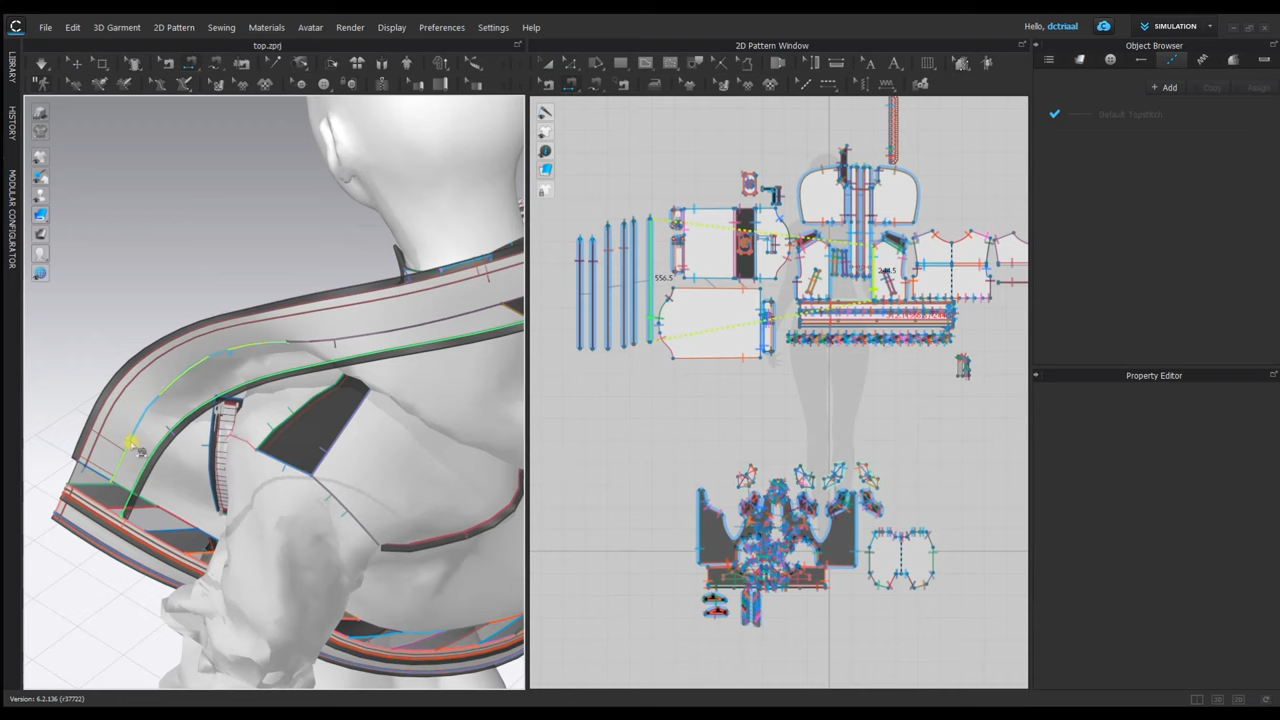 File Edit 3D Garment 2D Pattern Sewing Materials Avatar Render Display Preferences Settings Help
Hello, dctriaal
SIMULATION
top.zprj
2D Pattern Window
Object Browser
LIBRARY
HISTORY
MODULAR CONFIGURATOR
+ Add Copy Assign
Default Topstitch
556.5
Property Editor
Version: 6.2.136 (r37722)